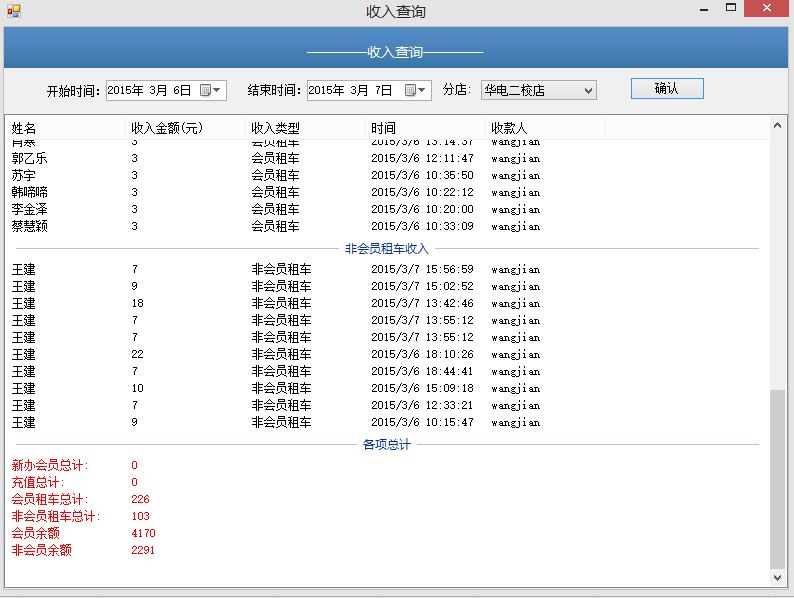 收入查询
————收入查询————
开始时间: 2015年 3月 6日 结束时间: 2015年 3月 7日 分店: 华电二校店 确认
姓名 收入金额(元) 收入类型 时间 收款人
3 会员租车 2015/3/6 13:14:37 wangjian
郭乙乐 3 会员租车 2015/3/6 12:11:47 wangjian
苏宇 3 会员租车 2015/3/6 10:35:50 wangjian
韩啼啼 3 会员租车 2015/3/6 10:22:12 wangjian
李金泽 3 会员租车 2015/3/6 10:20:00 wangjian
蔡慧颖 3 会员租车 2015/3/6 10:33:09 wangjian
非会员租车收入
王建 7 非会员租车 2015/3/7 15:56:59 wangjian
王建 9 非会员租车 2015/3/7 15:02:52 wangjian
王建 18 非会员租车 2015/3/7 13:42:46 wangjian
王建 7 非会员租车 2015/3/7 13:55:12 wangjian
王建 7 非会员租车 2015/3/7 13:55:12 wangjian
王建 22 非会员租车 2015/3/6 18:10:26 wangjian
王建 7 非会员租车 2015/3/6 18:44:41 wangjian
王建 10 非会员租车 2015/3/6 15:09:18 wangjian
王建 7 非会员租车 2015/3/6 12:33:21 wangjian
王建 9 非会员租车 2015/3/6 10:15:47 wangjian
各项总计
新办会员总计: 0
充值总计: 0
会员租车总计: 226
非会员租车总计: 103
会员余额 4170
非会员余额 2291